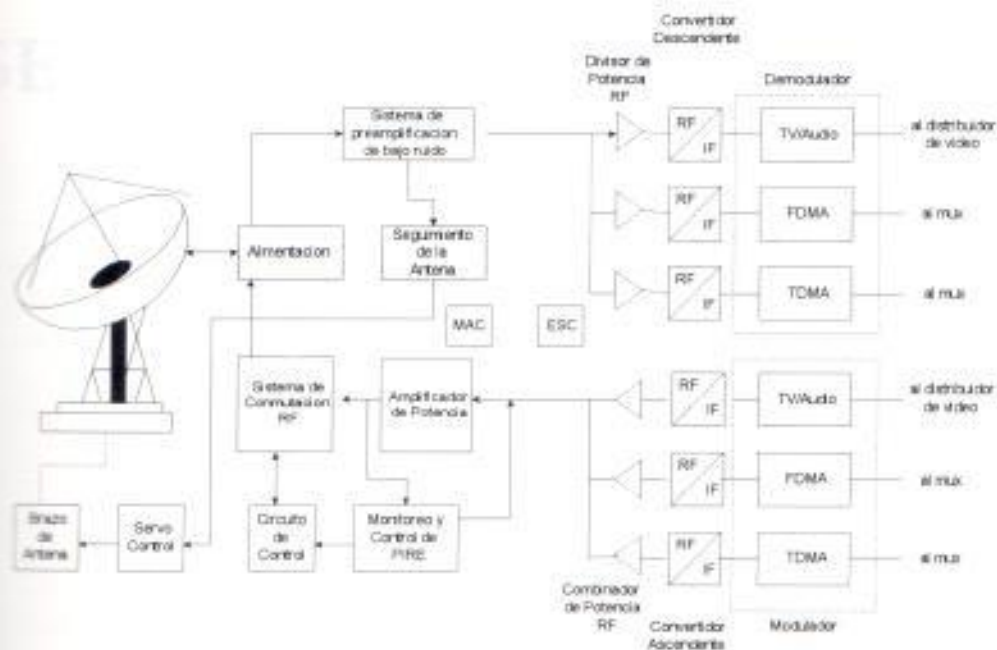 Convertidor
Descendente
Divisor de
Potencia
RF
Demodulador
Sistema de
preamplificacion
de bajo ruido
RF
IF
TV/Audio
al distribuidor
de video
RF
IF
FDMA
al mux
Alimentacion
Seguimiento
de la
Antena
RF
IF
TDMA
al mux
MAC
ESC
Sistema de
Conmutacion
RF
Amplificador
de Potencia
RF
IF
TV/Audio
al distribuidor
de video
RF
IF
FDMA
al mux
Brazo
de
Antena
Servo
Control
Circuito
de
Control
Monitoreo y
Control de
PIRE
RF
IF
TDMA
al mux
Combinador
de Potencia
RF
Convertidor
Ascendente
Modulador